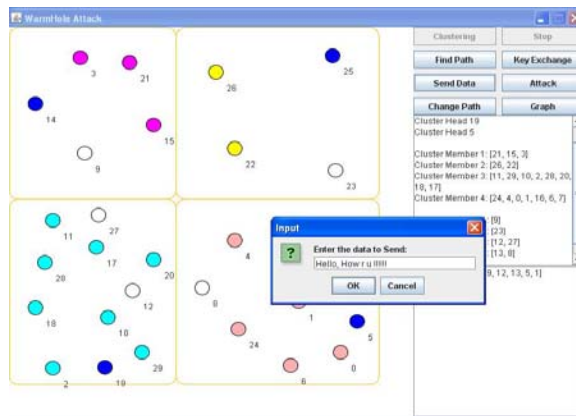 WarmHole Attack
3
21
14
15
9
25
26
22
23
Clustering Stop
Find Path Key Exchange
Send Data Attack
Change Path Graph
Cluster Head 19
Cluster Head 5
Cluster Member 1: [21, 15, 3]
Cluster Member 2: [26, 22]
Cluster Member 3: [11, 29, 10, 2, 28, 20,
18, 17]
Cluster Member 4: [24, 4, 0, 1, 16, 6, 7]
[9]
[23]
[12, 27]
[13, 8]
12, 13, 5, 1]
11
27
17
28
20
12
18
10
2
19
29
4
8
1
24
5
6
0
Input
?
Enter the data to Send:
Hello, How r u !!!!!!
OK Cancel